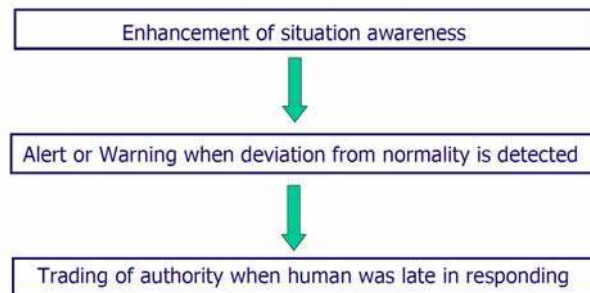 Enhancement of situation awareness
Alert or Warning when deviation from normality is detected
Trading of authority when human was late in responding